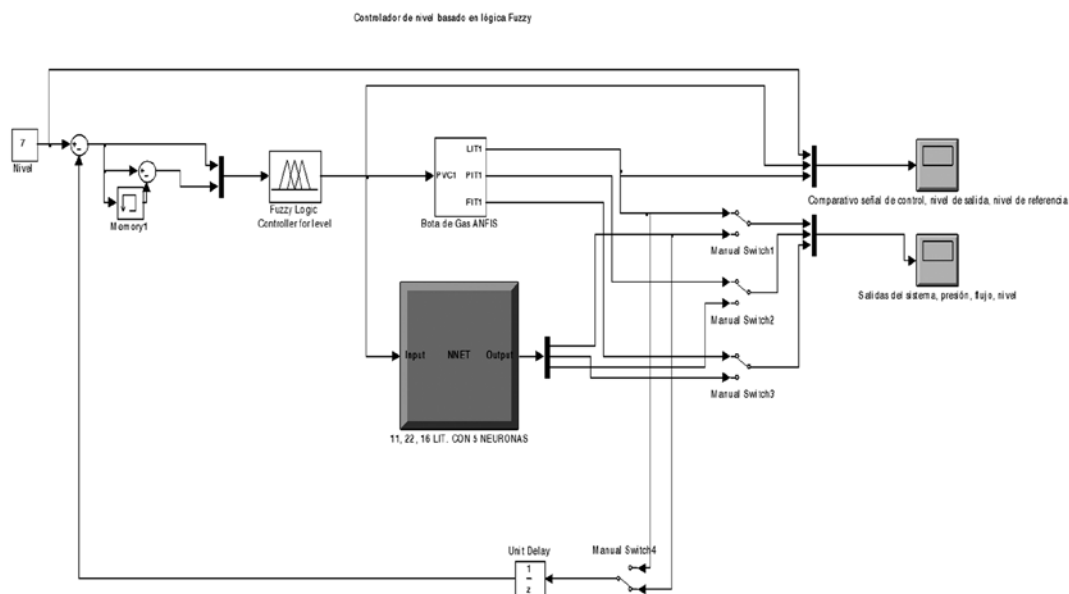 Controlador de nivel basado en lógica Fuzzy
7
Nivel
Memory1
Fuzzy Logic
Controller for level
PVC1
LIT1
PIT1
FIT1
Bota de Gas ANFIS
Comparativo señal de control, nivel de salida, nivel de referencia
Manual Switch1
Salidas del sistema, presión, flujo, nivel
Manual Switch2
Input
NNET
Output
Manual Switch3
11, 22, 16 LIT. CON 5 NEURONAS
Unit Delay
1
z
Manual Switch4